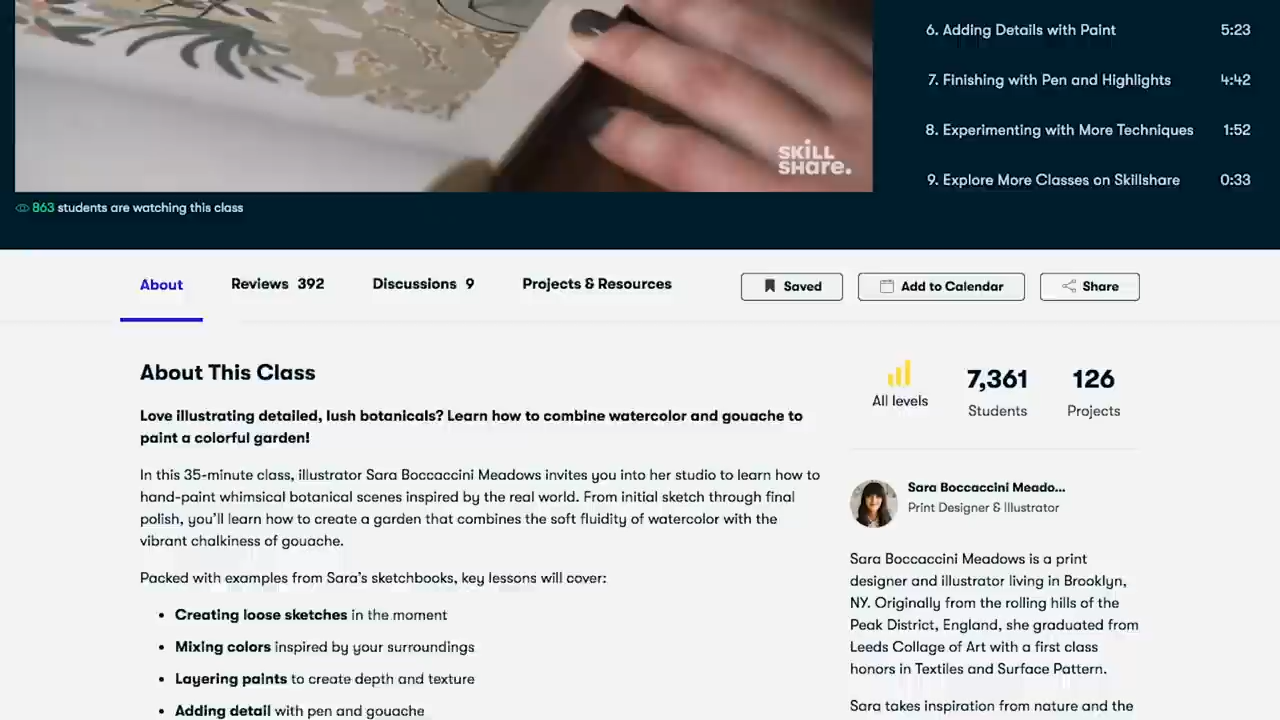 6. Adding Details with Paint 5:23
7. Finishing with Pen and Highlights 4:42
8. Experimenting with More Techniques 1:52
9. Explore More Classes on Skillshare 0:33
SKILL
SHARE.
863 students are watching this class
About Reviews 392 Discussions 9 Projects & Resources Saved Add to Calendar Share
About This Class
Love illustrating detailed, lush botanicals? Learn how to combine watercolor and gouache to
paint a colorful garden!
In this 35-minute class, illustrator Sara Boccaccini Meadows invites you into her studio to learn how to
hand-paint whimsical botanical scenes inspired by the real world. From initial sketch through final
polish, you'll learn how to create a garden that combines the soft fluidity of watercolor with the
vibrant chalkiness of gouache.
Packed with examples from Sara's sketchbooks, key lessons will cover:
• Creating loose sketches in the moment
• Mixing colors inspired by your surroundings
• Layering paints to create depth and texture
• Adding detail with pen and gouache
All levels
7,361
Students
126
Projects
Sara Boccaccini Meado...
Print Designer & Illustrator
Sara Boccaccini Meadows is a print
designer and illustrator living in Brooklyn,
NY. Originally from the rolling hills of the
Peak District, England, she graduated from
Leeds Collage of Art with a first class
honors in Textiles and Surface Pattern.
Sara takes inspiration from nature and the